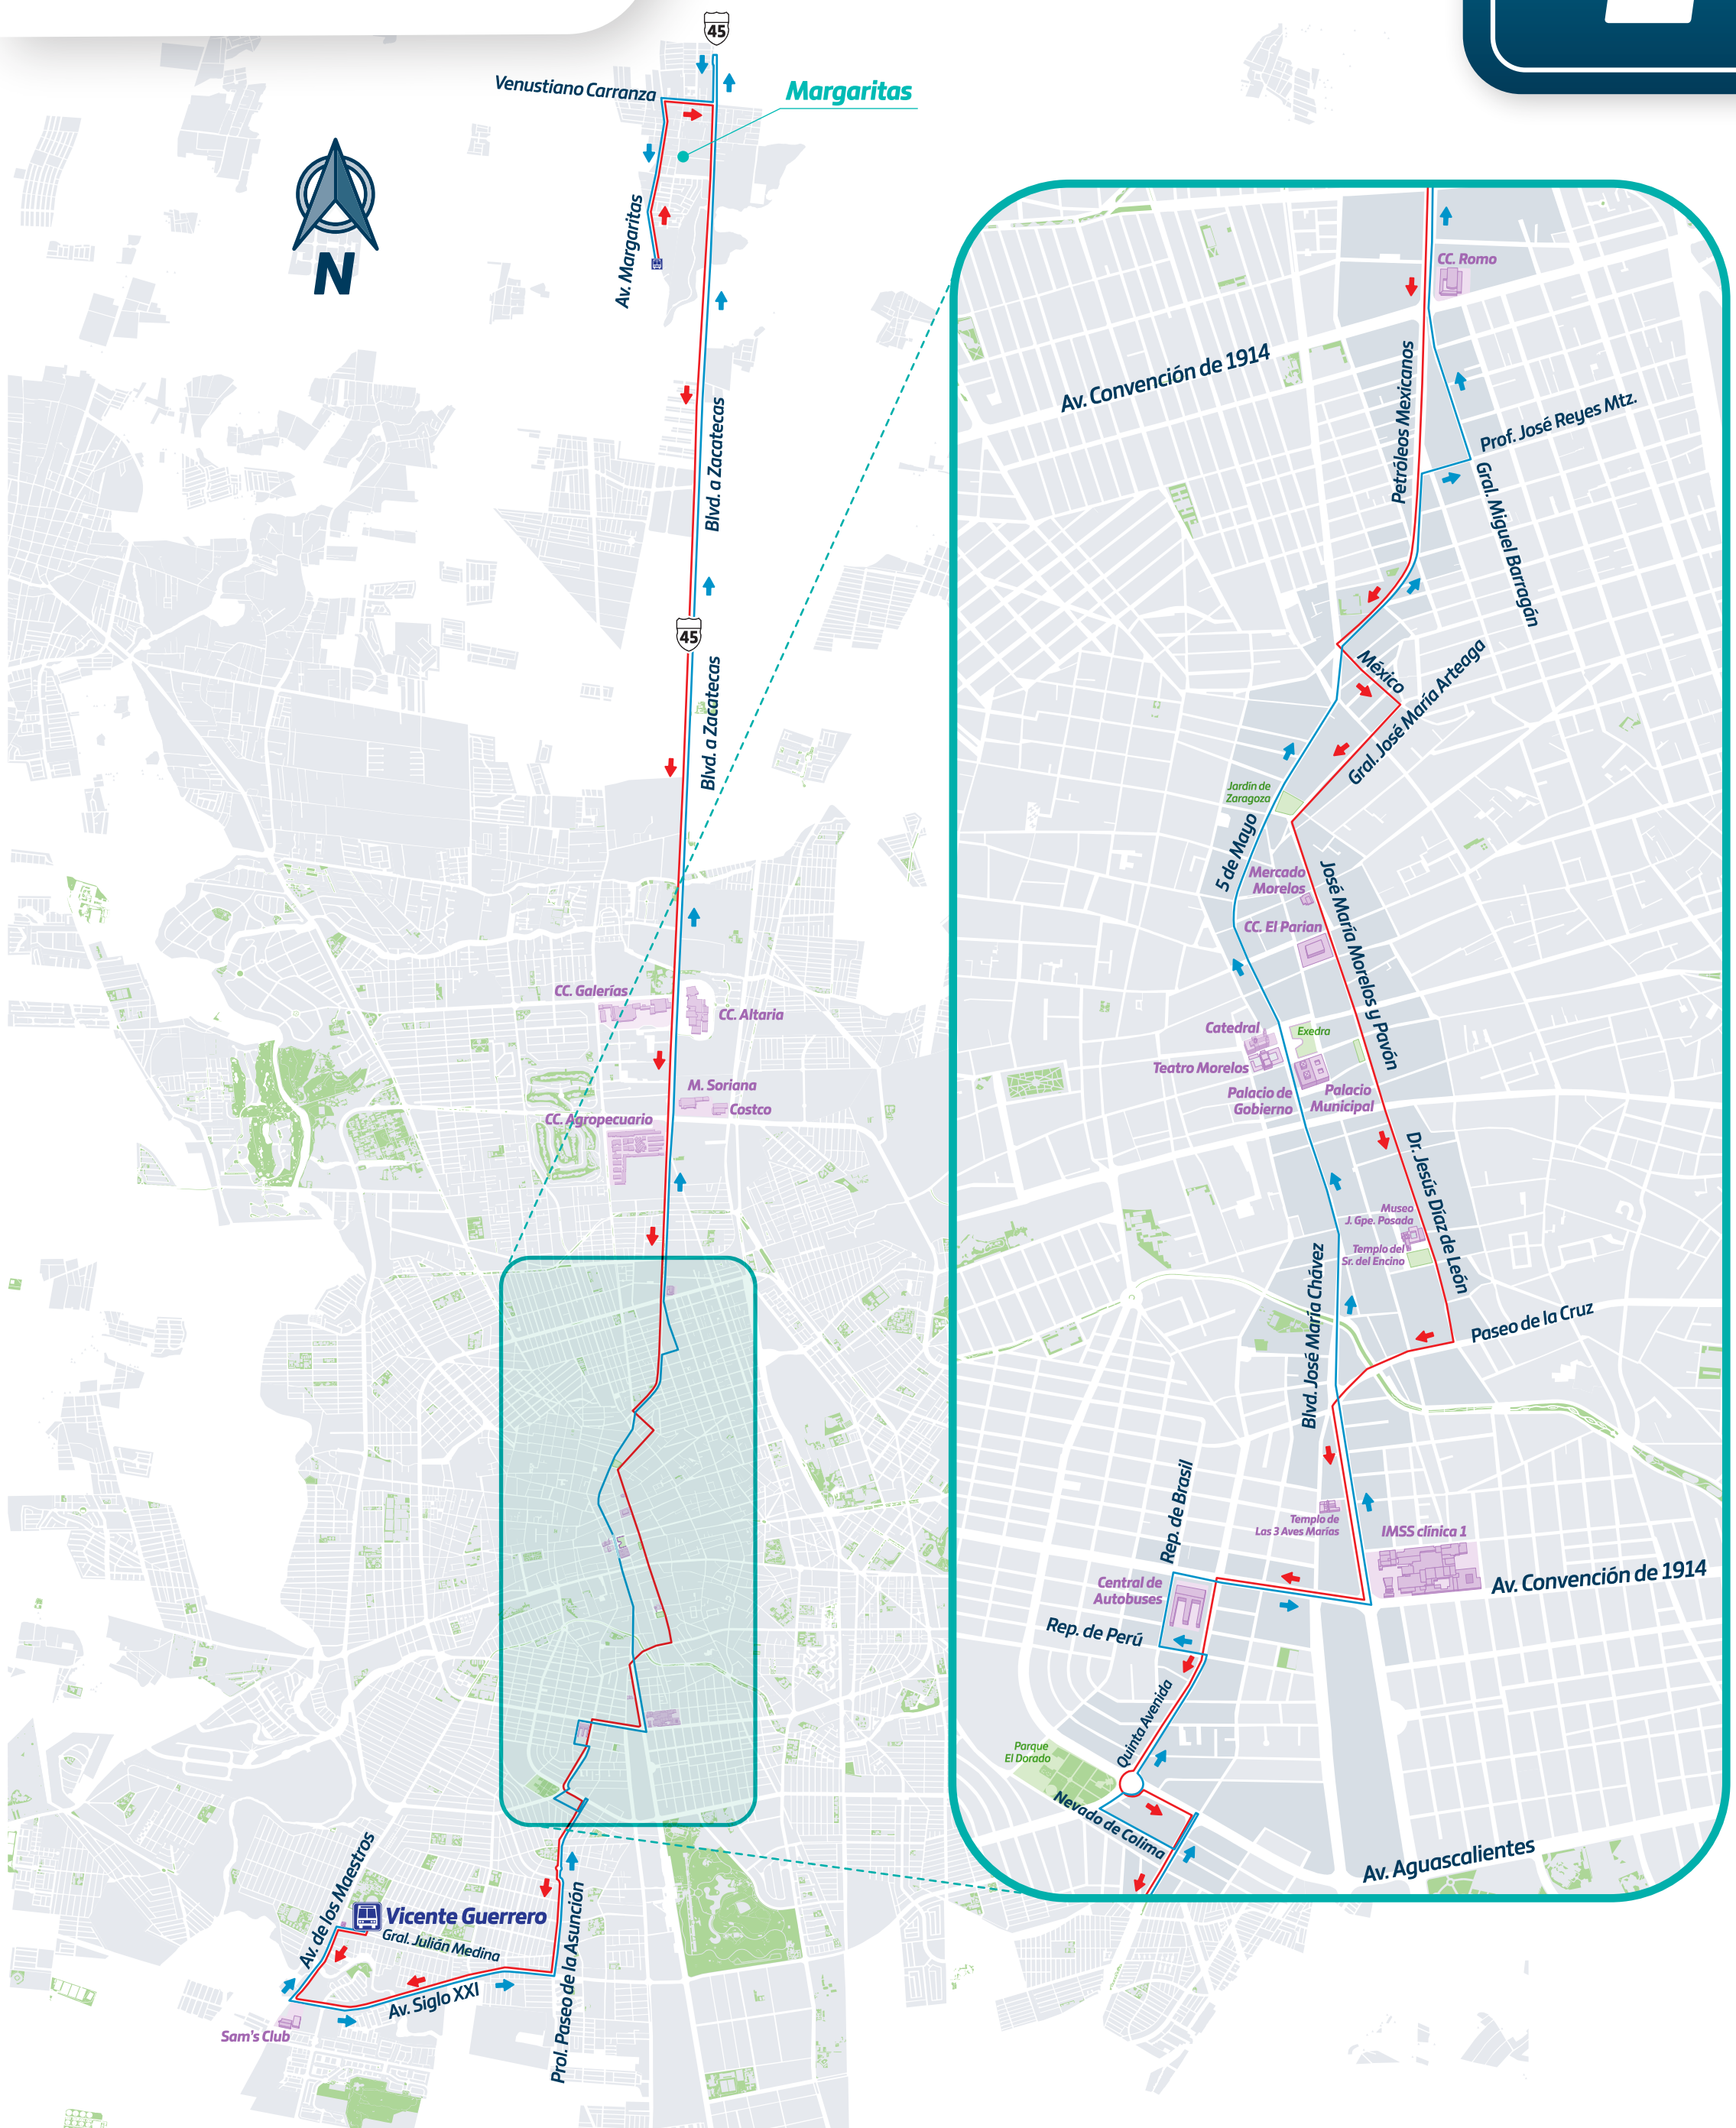 45
Venustiano Carranza
Margaritas
N
Av. Margaritas
Blvd. a Zacatecas
45
Blvd. a Zacatecas
CC. Galerías
CC. Altaria
M. Soriana
Costco
CC. Agropecuario
Av. de los Maestros
Vicente Guerrero
Gral. Julián Medina
Av. Siglo XXI
Prol. Paseo de la Asunción
Sam's Club
CC. Romo
Av. Convención de 1914
Petróleos Mexicanos
Prof. José Reyes Mtz.
Gral. Miguel Barragán
México
Gral. José María Arteaga
Jardín de
Zaragoza
5 de Mayo
Mercado
Morelos
CC. El Parian
José María Morelos y Pavón
Catedral
Exedra
Teatro Morelos
Palacio de
Gobierno
Palacio
Municipal
Dr. Jesús Díaz de León
Museo
J. Gpe. Posada
Templo del
Sr. del Encino
Blvd. José María Chávez
Paseo de la Cruz
Rep. de Brasil
Templo de
Las 3 Aves Marías
IMSS clínica 1
Av. Convención de 1914
Central de
Autobuses
Rep. de Perú
Quinta Avenida
Parque
El Dorado
Nevado de Colima
Av. Aguascalientes